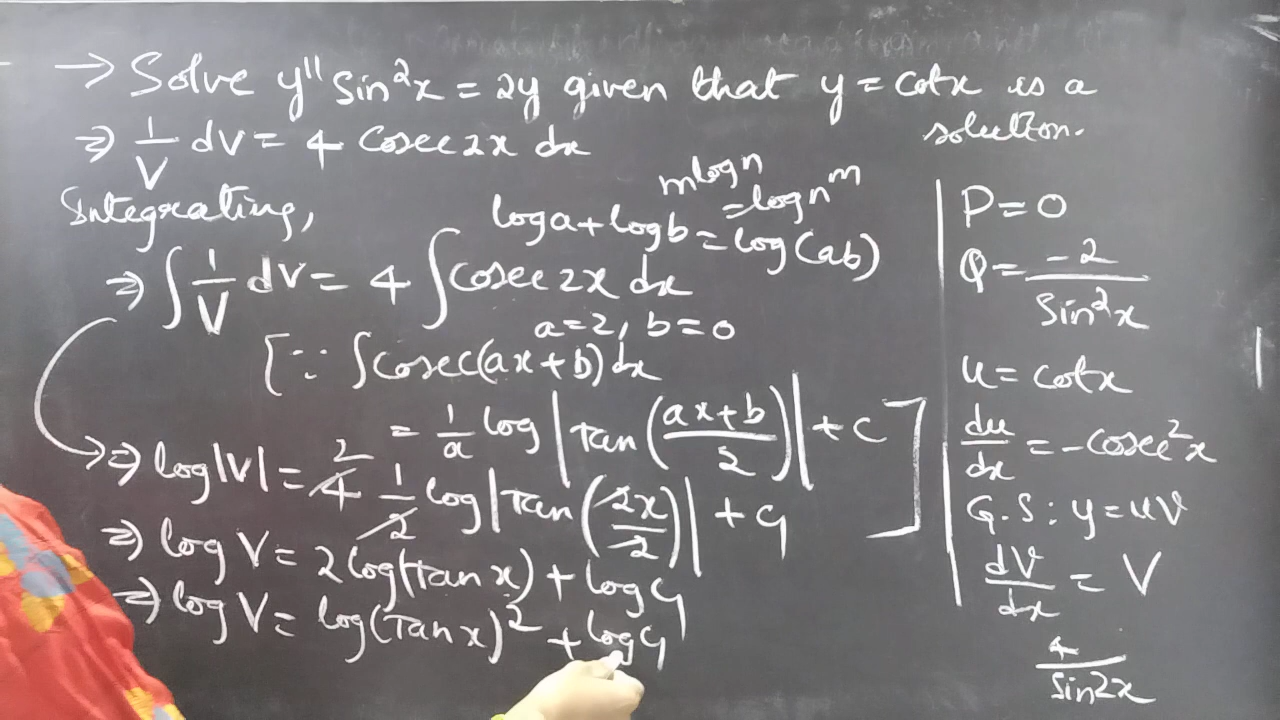 → Solve y'' Sin²x = 2y given that y = cotx is a
solution.
⇒ 1/V dV = 4 Cosec 2x dx
Integrating,
m log n
= log n^m
log a + log b = log(ab)
⇒ ∫ 1/V dV = 4 ∫ Cosec 2x dx
a = 2, b = 0
[∵ ∫ cosec(ax + b) dx
= 1/a log |Tan ((ax+b)/2)| + C ]
⇒ log |V| = 4 2 1/2 log |Tan (2x/2)| + C1
⇒ log V = 2 log(Tan x) + log C1
⇒ log V = log(Tan x)² + log C1
P = 0
Q = -2/Sin²x
u = cotx
du/dx = -cosec²x
G.S : y = uV
dV/dx = V
4/Sin2x